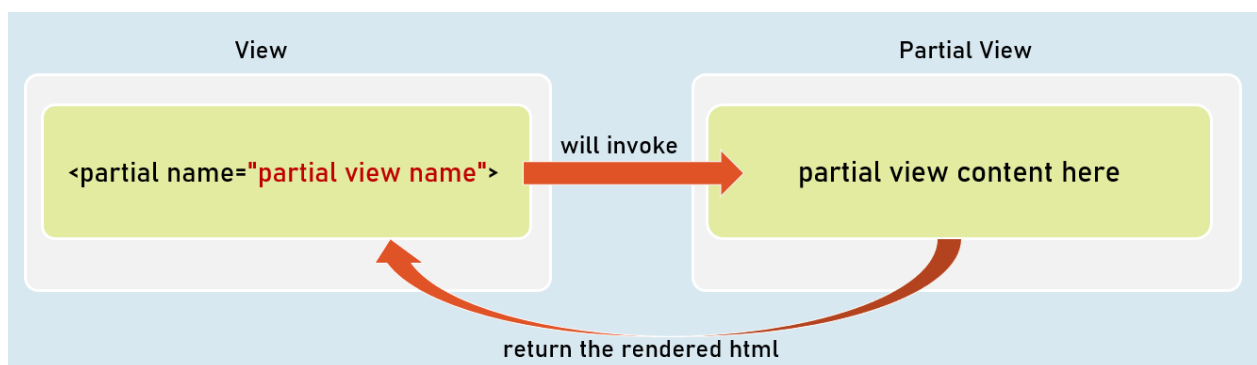 View
Partial View
<partial name="partial view name">
will invoke
partial view content here
return the rendered html